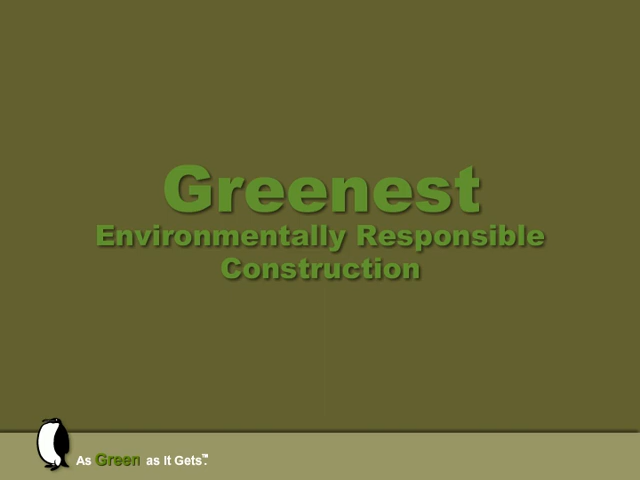 Greenest
Environmentally Responsible
Construction
As Green as It Gets.™